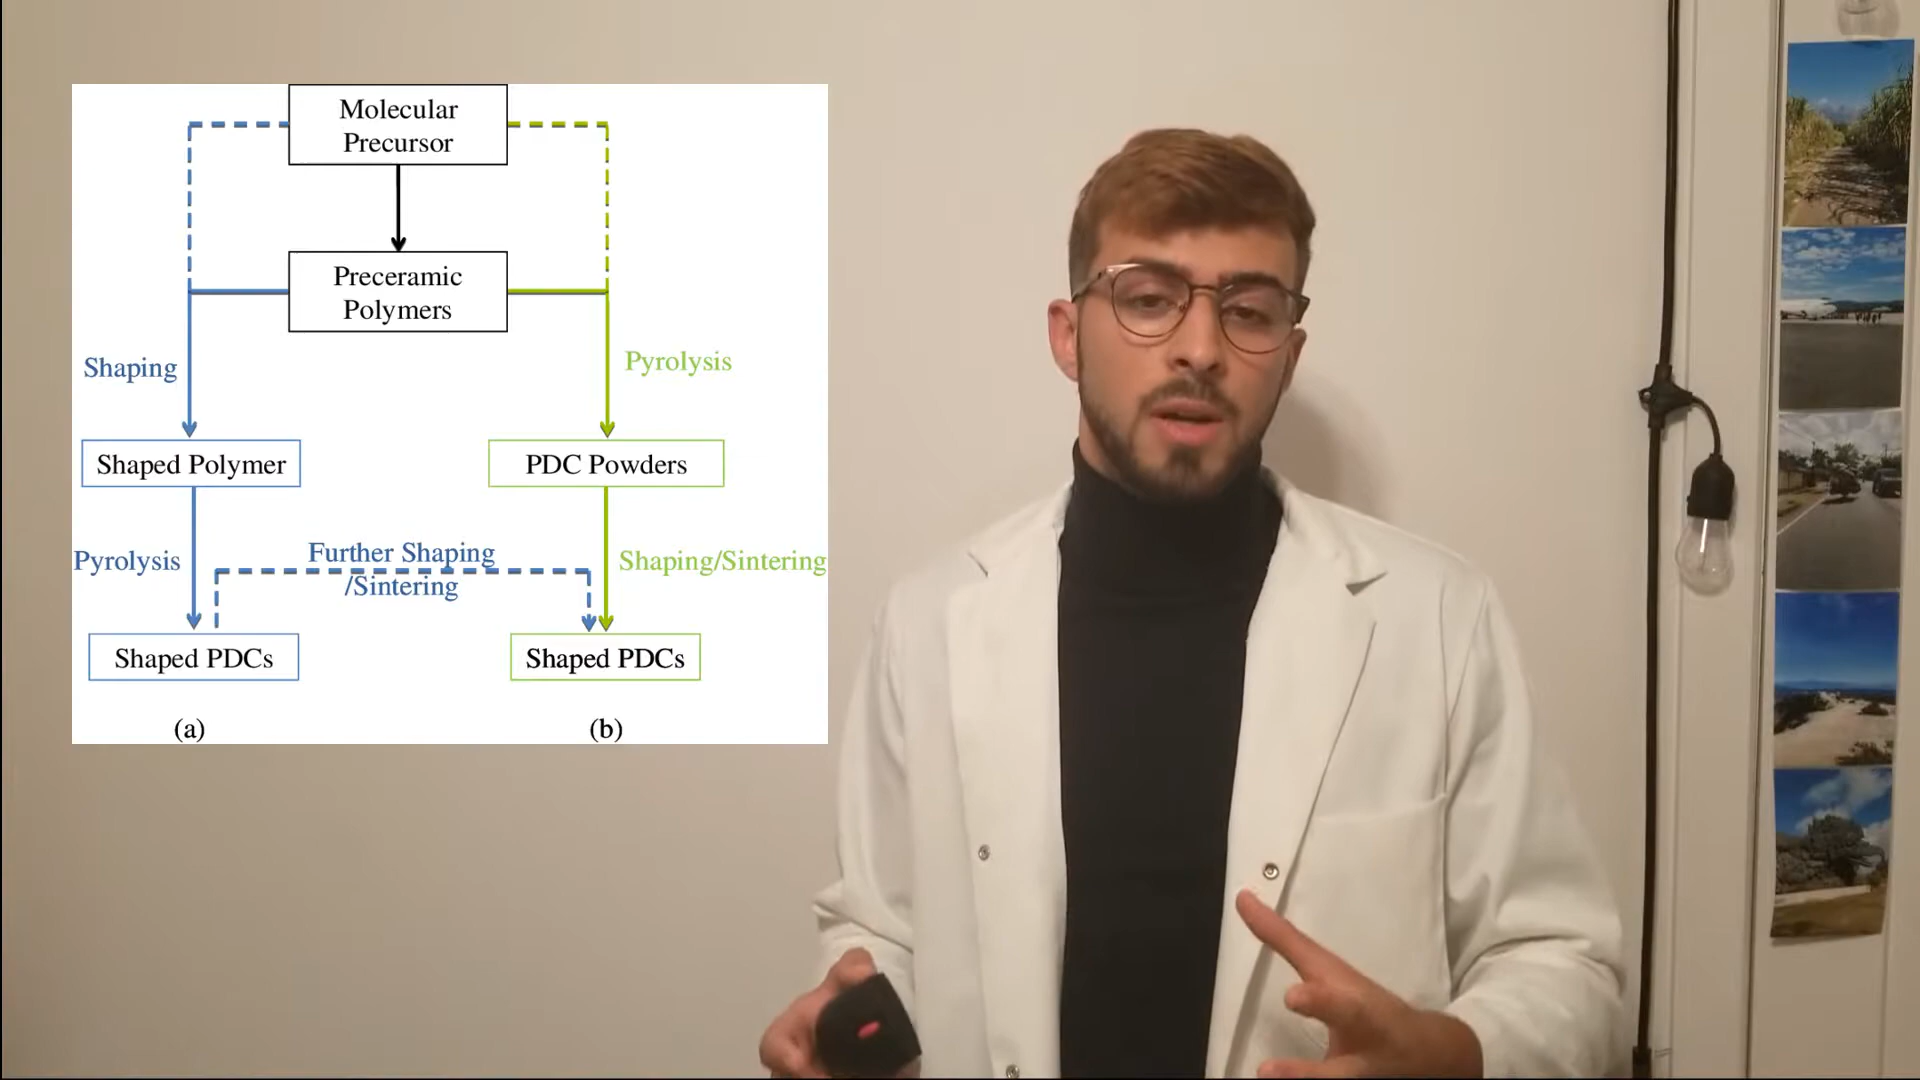 Molecular
Precursor
Preceramic
Polymers
Shaping
Pyrolysis
Shaped Polymer
PDC Powders
Pyrolysis
Further Shaping
/Sintering
Shaping/Sintering
Shaped PDCs
Shaped PDCs
(a)
(b)